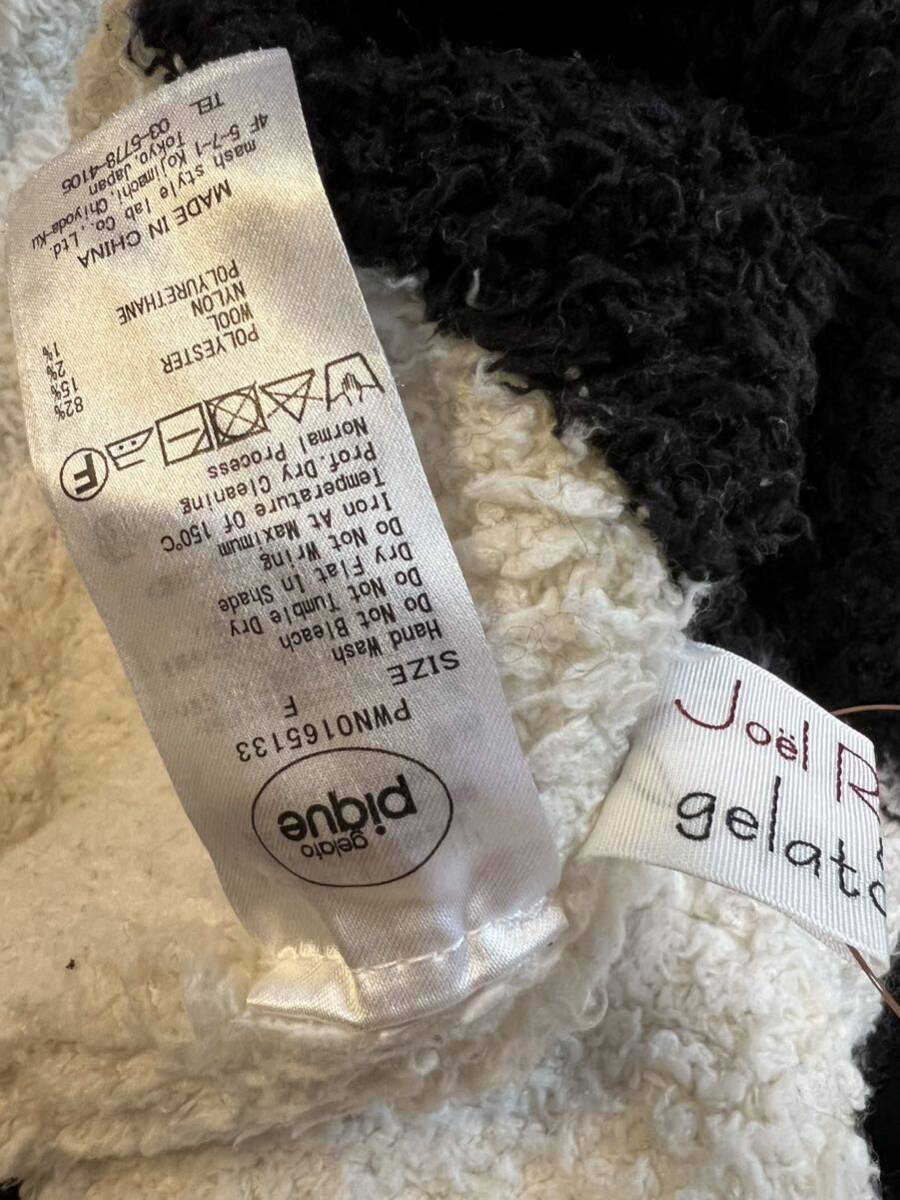 gelato
pique
PWN0165133
F
SIZE
Hand Wash
Do Not Bleach
Do Not Tumble Dry
Dry Flat In Shade
Do Not Wring
Iron At Maximum
Temperature Of 150°C
Prof. Dry Cleaning
Normal Process
F
POLYESTER 82%
WOOL 15%
NYLON 2%
POLYURETHANE 1%
MADE IN CHINA
mash style lab Co., Ltd.
4F 5-7-1 Kojimachi, Chiyoda-Ku
Tokyo, Japan
TEL 03-5778-4105
Joël
gelato